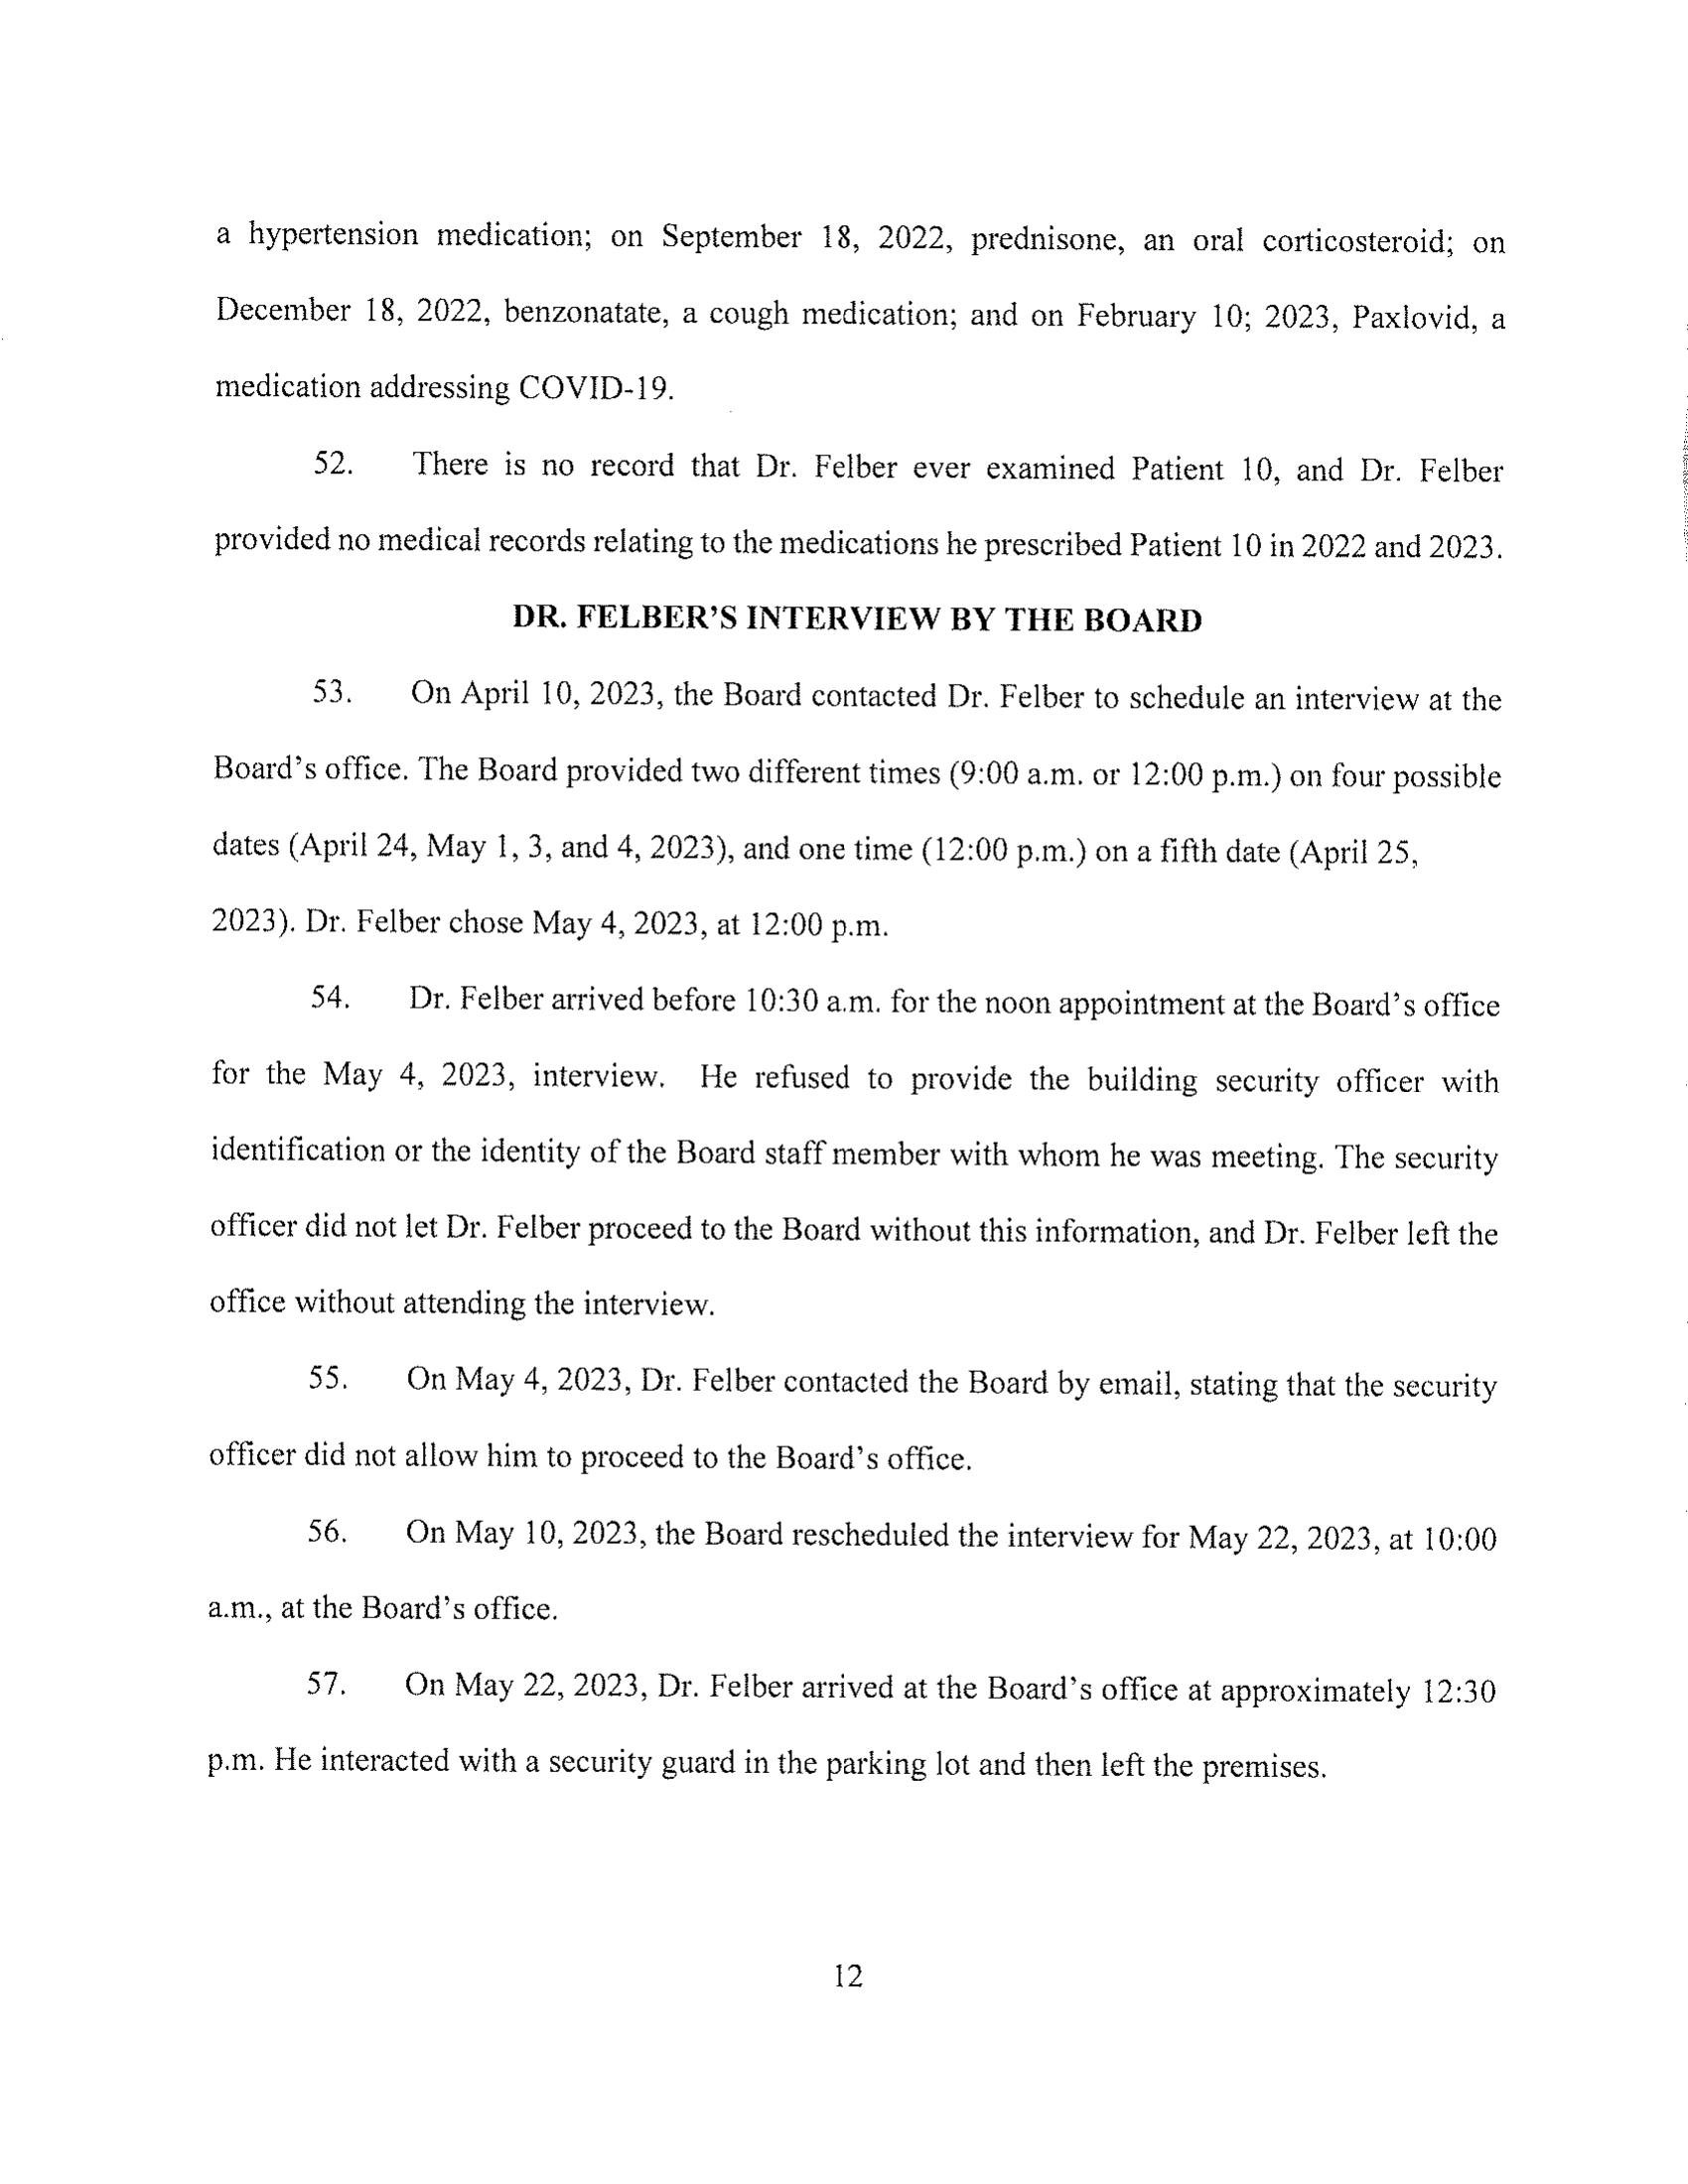 a hypertension medication; on September 18, 2022, prednisone, an oral corticosteroid; on
December 18, 2022, benzonatate, a cough medication; and on February 10; 2023, Paxlovid, a
medication addressing COVID-19.
52. There is no record that Dr. Felber ever examined Patient 10, and Dr. Felber
provided no medical records relating to the medications he prescribed Patient 10 in 2022 and 2023.
DR. FELBER'S INTERVIEW BY THE BOARD
53. On April 10, 2023, the Board contacted Dr. Felber to schedule an interview at the
Board's office. The Board provided two different times (9:00 a.m. or 12:00 p.m.) on four possible
dates (April 24, May 1, 3, and 4, 2023), and one time (12:00 p.m.) on a fifth date (April 25,
2023). Dr. Felber chose May 4, 2023, at 12:00 p.m.
54. Dr. Felber arrived before 10:30 a.m. for the noon appointment at the Board's office
for the May 4, 2023, interview. He refused to provide the building security officer with
identification or the identity of the Board staff member with whom he was meeting. The security
officer did not let Dr. Felber proceed to the Board without this information, and Dr. Felber left the
office without attending the interview.
55. On May 4, 2023, Dr. Felber contacted the Board by email, stating that the security
officer did not allow him to proceed to the Board's office.
56. On May 10, 2023, the Board rescheduled the interview for May 22, 2023, at 10:00
a.m., at the Board's office.
57. On May 22, 2023, Dr. Felber arrived at the Board's office at approximately 12:30
p.m. He interacted with a security guard in the parking lot and then left the premises.
12